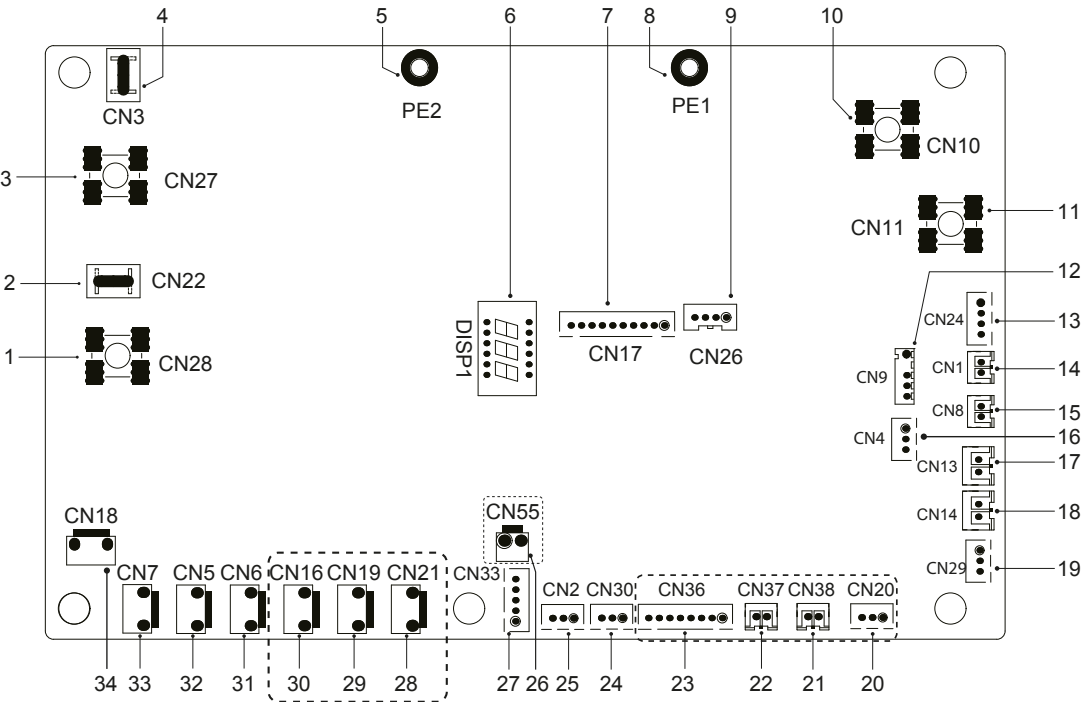 4 5 6 7 8 9 10
CN3 PE2 PE1
CN10
3 CN27
CN11 11
12
2 CN22
CN24 13
DISP1 CN17 CN26
1 CN28
CN9 CN1 14
CN8 15
CN4 16
CN13 17
CN18 CN55 CN14 18
CN7 CN5 CN6 CN16 CN19 CN21 CN33 CN2 CN30 CN36 CN37 CN38 CN20 CN29 19
34 33 32 31 30 29 28 27 26 25 24 23 22 21 20